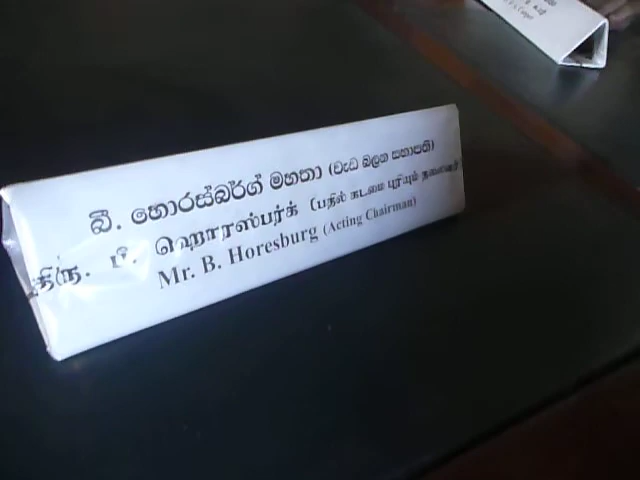 බී. හොරස්බර්ග් මහතා (වැඩ බලන සභාපති)
திரு. பீ. ஹொரஸ்பர்க் (பதில் கடமை புரியும் தலைவர்)
Mr. B. Horesburg (Acting Chairman)